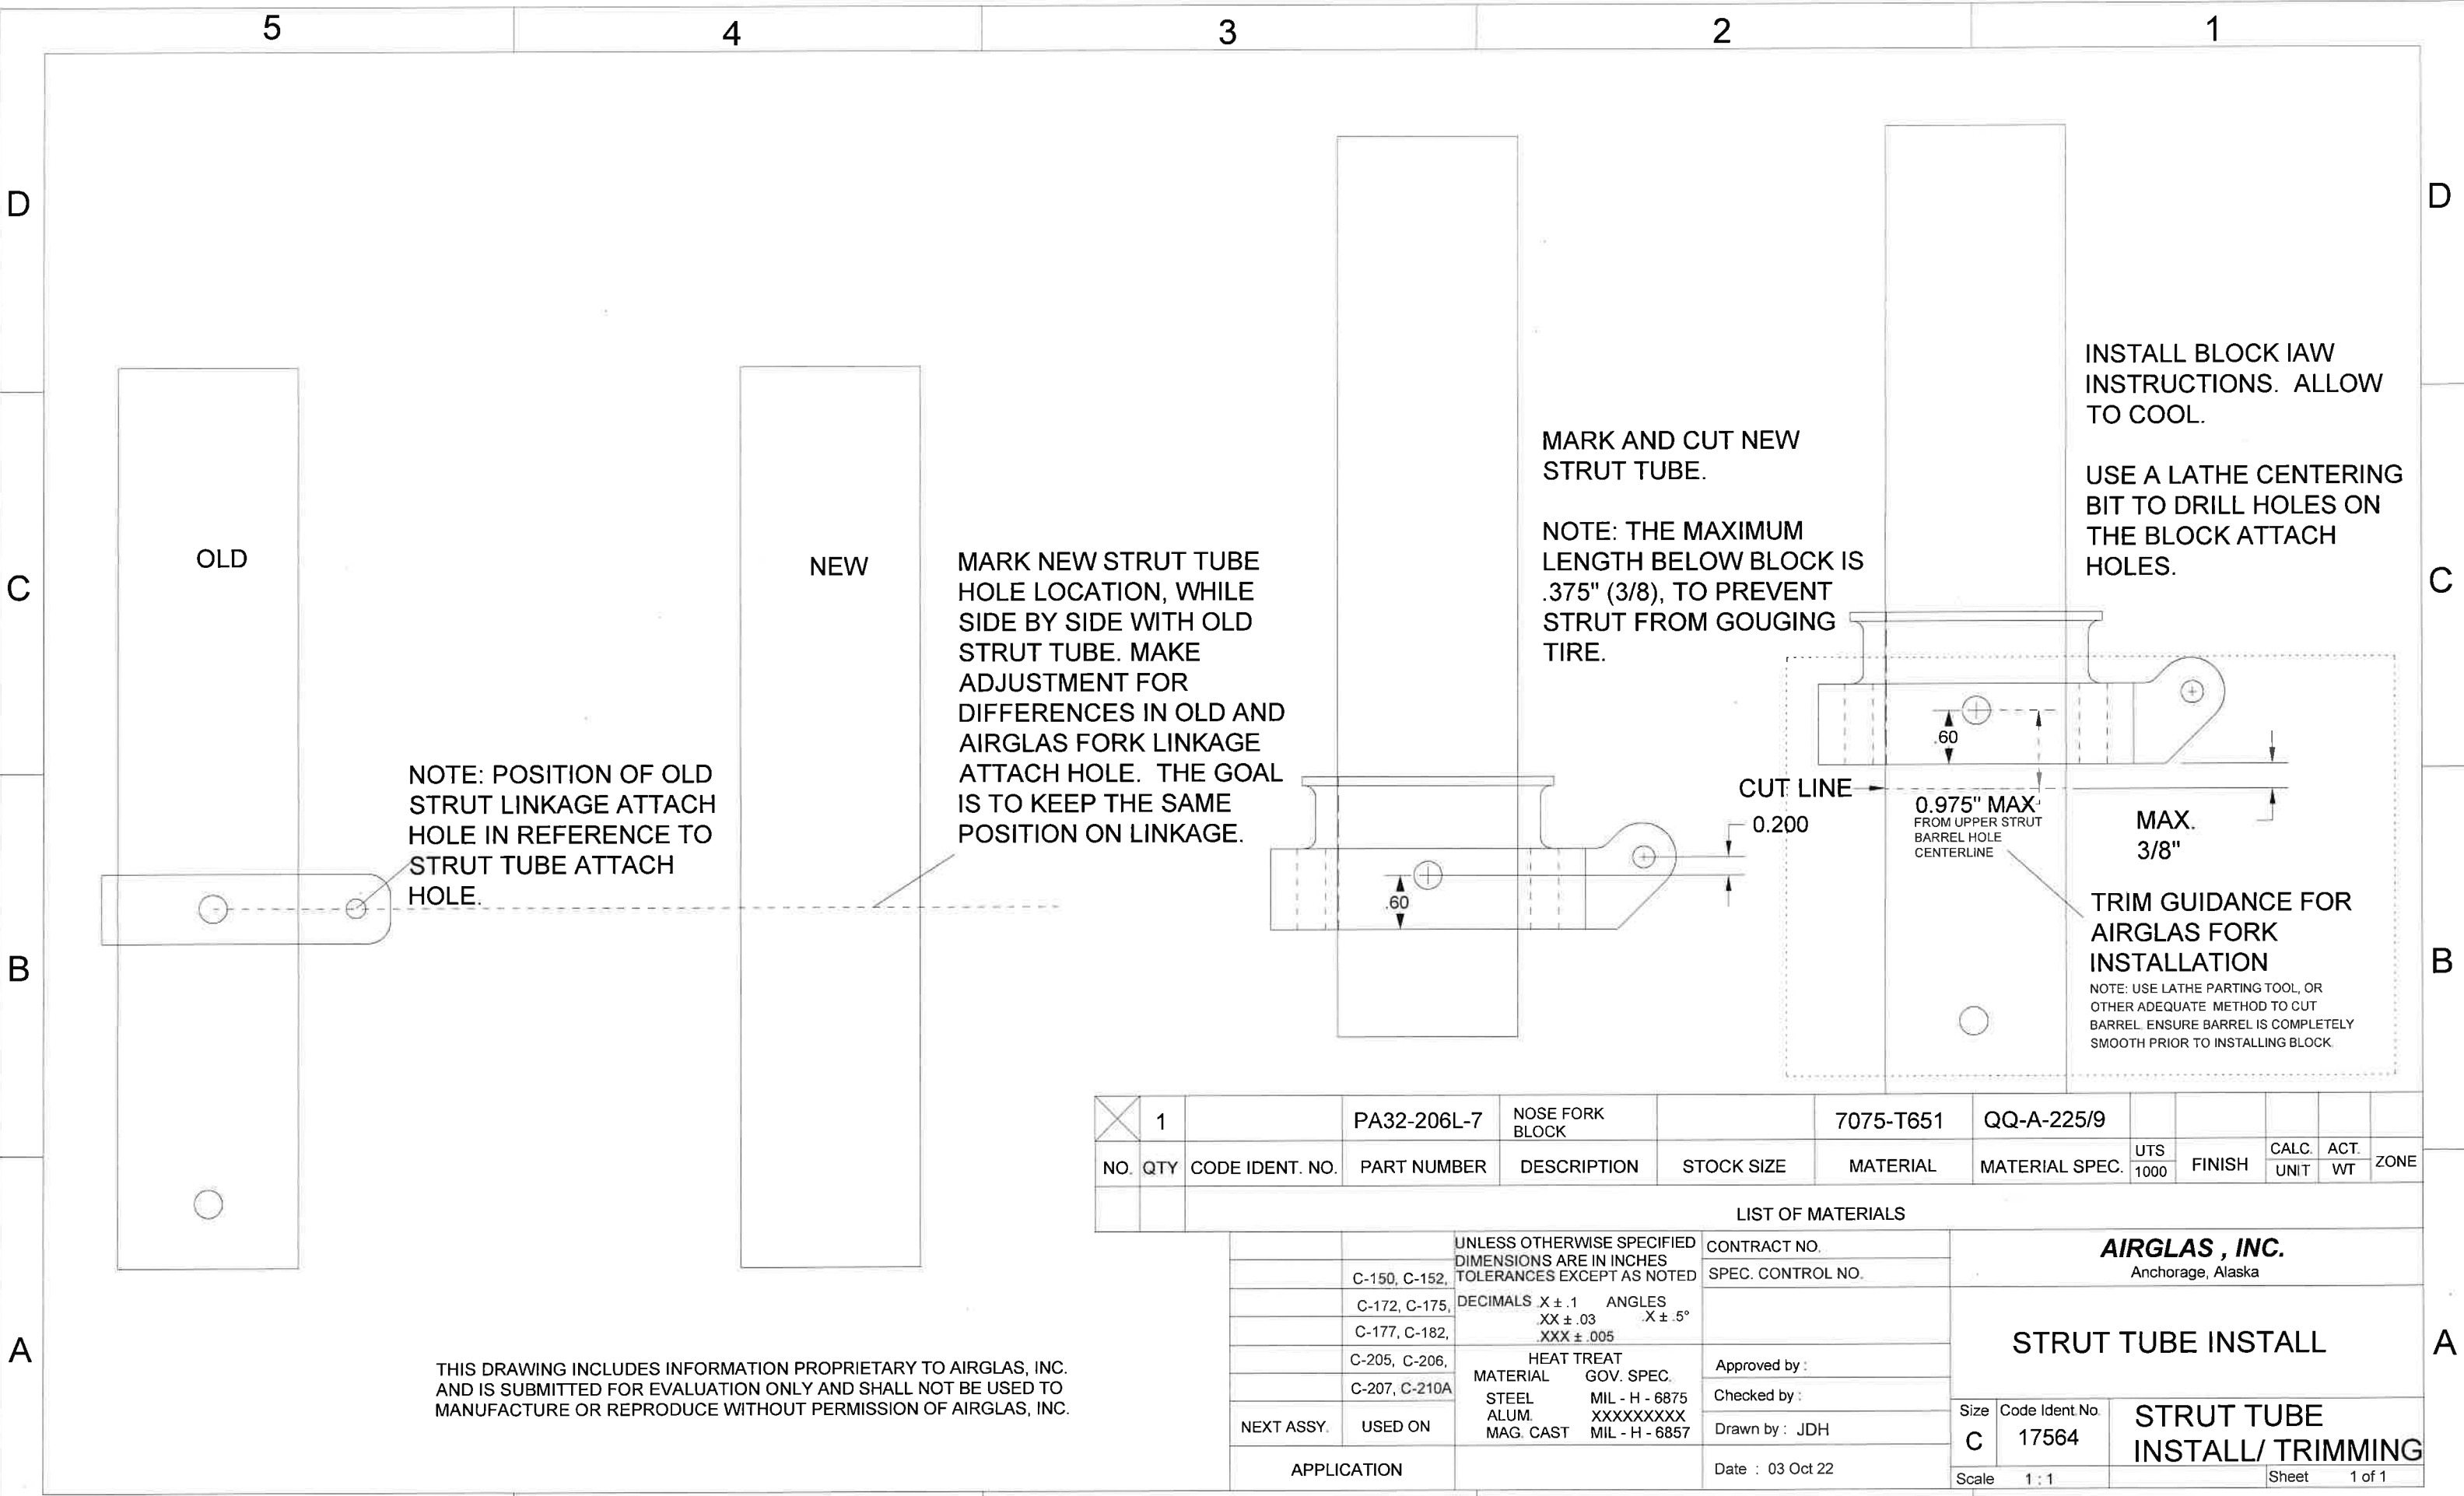 5
4
3
2
1
D
D
C
C
B
B
A
A
OLD
NOTE: POSITION OF OLD
STRUT LINKAGE ATTACH
HOLE IN REFERENCE TO
STRUT TUBE ATTACH
HOLE.
NEW
MARK NEW STRUT TUBE
HOLE LOCATION, WHILE
SIDE BY SIDE WITH OLD
STRUT TUBE. MAKE
ADJUSTMENT FOR
DIFFERENCES IN OLD AND
AIRGLAS FORK LINKAGE
ATTACH HOLE. THE GOAL
IS TO KEEP THE SAME
POSITION ON LINKAGE.
MARK AND CUT NEW
STRUT TUBE.
NOTE: THE MAXIMUM
LENGTH BELOW BLOCK IS
.375" (3/8), TO PREVENT
STRUT FROM GOUGING
TIRE.
.60
0.200
INSTALL BLOCK IAW
INSTRUCTIONS. ALLOW
TO COOL.
USE A LATHE CENTERING
BIT TO DRILL HOLES ON
THE BLOCK ATTACH
HOLES.
.60
CUT LINE
0.975" MAX
FROM UPPER STRUT
BARREL HOLE
CENTERLINE
MAX.
3/8"
TRIM GUIDANCE FOR
AIRGLAS FORK
INSTALLATION
NOTE: USE LATHE PARTING TOOL, OR
OTHER ADEQUATE METHOD TO CUT
BARREL. ENSURE BARREL IS COMPLETELY
SMOOTH PRIOR TO INSTALLING BLOCK.
1 PA32-206L-7 NOSE FORK BLOCK 7075-T651 QQ-A-225/9
NO. QTY CODE IDENT. NO. PART NUMBER DESCRIPTION STOCK SIZE MATERIAL MATERIAL SPEC. UTS 1000 FINISH CALC. UNIT ACT. WT ZONE
LIST OF MATERIALS
C-150, C-152,
C-172, C-175,
C-177, C-182,
C-205, C-206,
C-207, C-210A
NEXT ASSY. USED ON
APPLICATION
UNLESS OTHERWISE SPECIFIED
DIMENSIONS ARE IN INCHES
TOLERANCES EXCEPT AS NOTED
DECIMALS .X ± .1 ANGLES
.XX ± .03 .X ± .5°
.XXX ± .005
HEAT TREAT
MATERIAL GOV. SPEC.
STEEL MIL - H - 6875
ALUM. XXXXXXXXX
MAG. CAST MIL - H - 6857
CONTRACT NO.
SPEC. CONTROL NO.
Approved by :
Checked by :
Drawn by : JDH
Date : 03 Oct 22
AIRGLAS , INC.
Anchorage, Alaska
STRUT TUBE INSTALL
Size Code Ident.No.
C 17564
STRUT TUBE
INSTALL/ TRIMMING
Scale 1 : 1 Sheet 1 of 1
THIS DRAWING INCLUDES INFORMATION PROPRIETARY TO AIRGLAS, INC.
AND IS SUBMITTED FOR EVALUATION ONLY AND SHALL NOT BE USED TO
MANUFACTURE OR REPRODUCE WITHOUT PERMISSION OF AIRGLAS, INC.